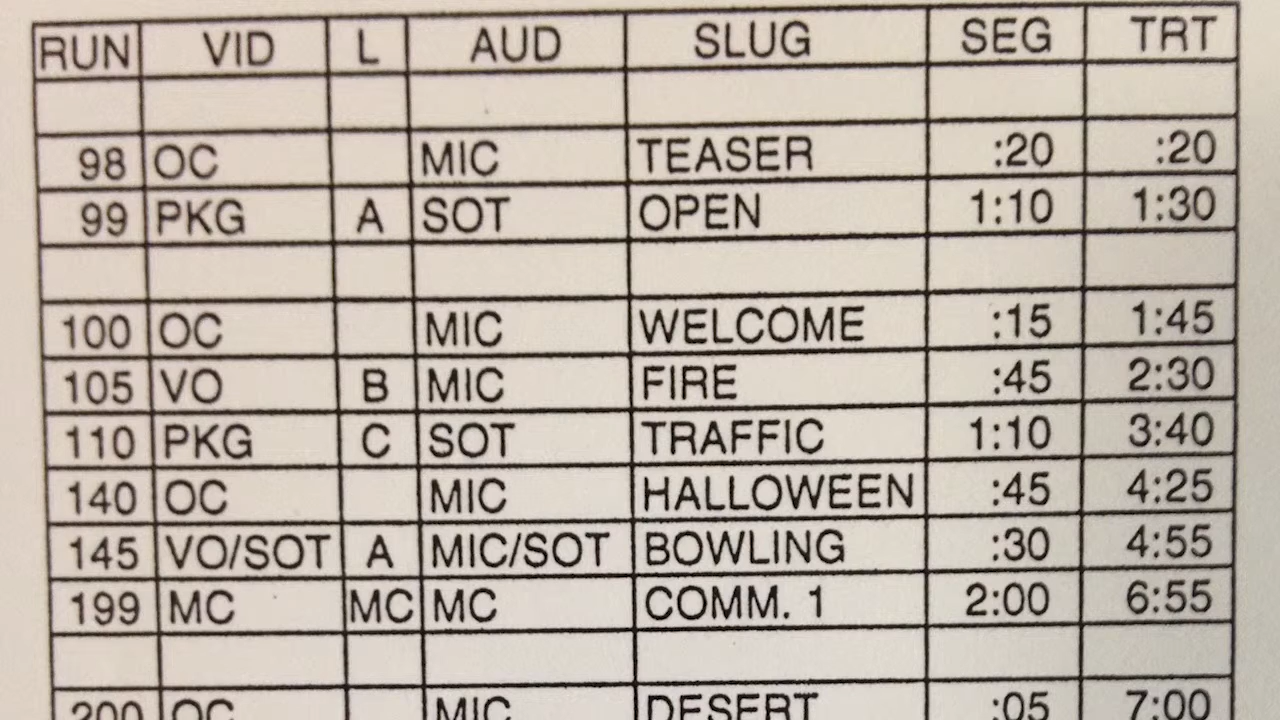 RUN VID L AUD SLUG SEG TRT
98 OC MIC TEASER :20 :20
99 PKG A SOT OPEN 1:10 1:30
100 OC MIC WELCOME :15 1:45
105 VO B MIC FIRE :45 2:30
110 PKG C SOT TRAFFIC 1:10 3:40
140 OC MIC HALLOWEEN :45 4:25
145 VO/SOT A MIC/SOT BOWLING :30 4:55
199 MC MC MC COMM. 1 2:00 6:55
200 OC MIC DESERT :05 7:00